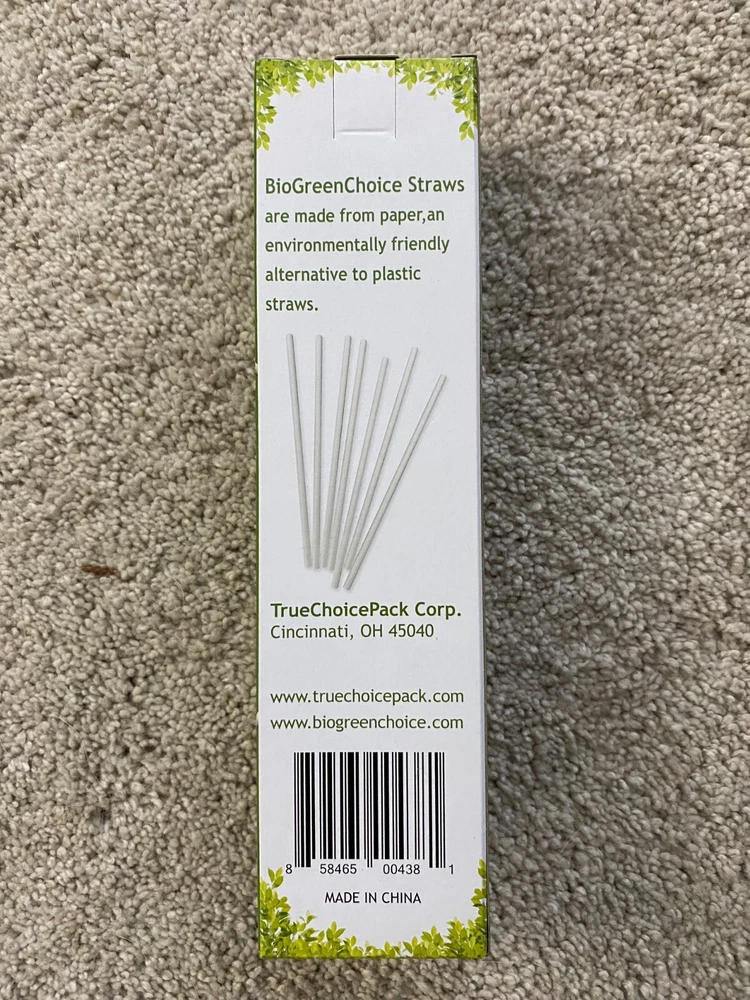 BioGreenChoice Straws
are made from paper,an
environmentally friendly
alternative to plastic
straws.
TrueChoicePack Corp.
Cincinnati, OH 45040
www.truechoicepack.com
www.biogreenchoice.com
8 58465 00438 1
MADE IN CHINA